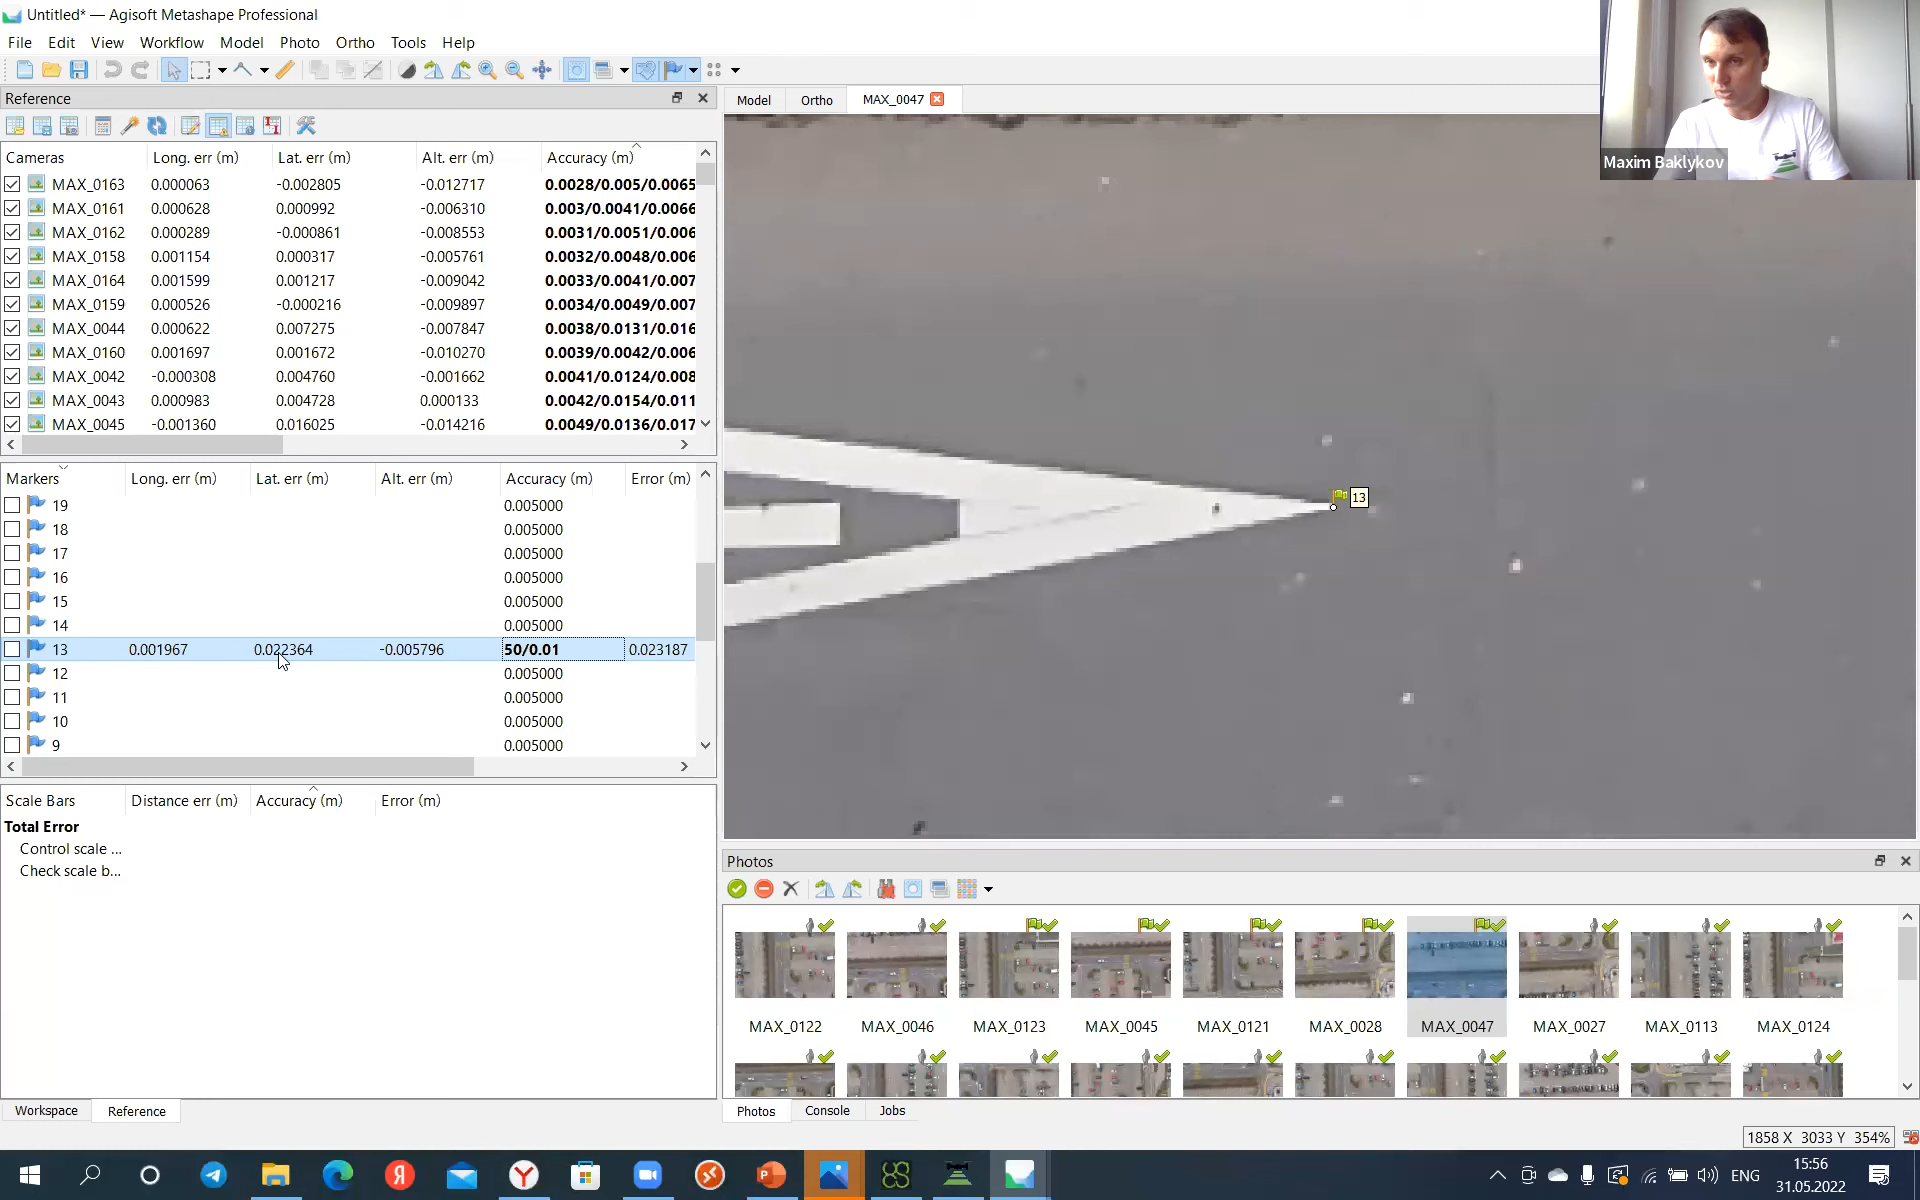 Untitled* — Agisoft Metashape Professional
File Edit View Workflow Model Photo Ortho Tools Help
Reference
Model Ortho MAX_0047
Maxim Baklykov
Cameras Long. err (m) Lat. err (m) Alt. err (m) Accuracy (m)
MAX_0163 0.000063 -0.002805 -0.012717 0.0028/0.005/0.0065
MAX_0161 0.000628 0.000992 -0.006310 0.003/0.0041/0.0066
MAX_0162 0.000289 -0.000861 -0.008553 0.0031/0.0051/0.006
MAX_0158 0.001154 0.000317 -0.005761 0.0032/0.0048/0.006
MAX_0164 0.001599 0.001217 -0.009042 0.0033/0.0041/0.007
MAX_0159 0.000526 -0.000216 -0.009897 0.0034/0.0049/0.007
MAX_0044 0.000622 0.007275 -0.007847 0.0038/0.0131/0.016
MAX_0160 0.001697 0.001672 -0.010270 0.0039/0.0042/0.006
MAX_0042 -0.000308 0.004760 -0.001662 0.0041/0.0124/0.008
MAX_0043 0.000983 0.004728 0.000133 0.0042/0.0154/0.011
MAX_0045 -0.001360 0.016025 -0.014216 0.0049/0.0136/0.017
Markers Long. err (m) Lat. err (m) Alt. err (m) Accuracy (m) Error (m)
19 0.005000
18 0.005000
17 0.005000
16 0.005000
15 0.005000
14 0.005000
13 0.001967 0.022364 -0.005796 50/0.01 0.023187
12 0.005000
11 0.005000
10 0.005000
9 0.005000
Scale Bars Distance err (m) Accuracy (m) Error (m)
Total Error
Control scale ...
Check scale b...
Workspace Reference
13
Photos
MAX_0122 MAX_0046 MAX_0123 MAX_0045 MAX_0121 MAX_0028 MAX_0047 MAX_0027 MAX_0113 MAX_0124
Photos Console Jobs
1858 X 3033 Y 354%
ENG
15:56
31.05.2022